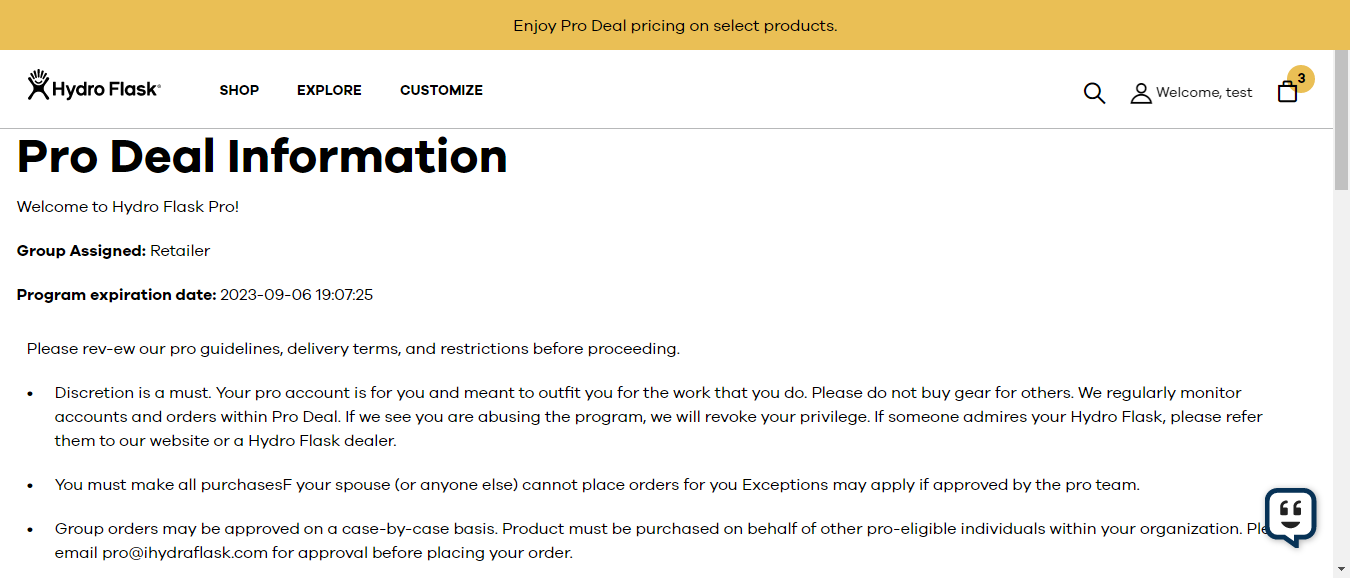 Enjoy Pro Deal pricing on select products.
Hydro Flask
SHOP EXPLORE CUSTOMIZE
Welcome, test
3
Pro Deal Information
Welcome to Hydro Flask Pro!
Group Assigned: Retailer
Program expiration date: 2023-09-06 19:07:25
Please rev-ew our pro guidelines, delivery terms, and restrictions before proceeding.
• Discretion is a must. Your pro account is for you and meant to outfit you for the work that you do. Please do not buy gear for others. We regularly monitor
accounts and orders within Pro Deal. If we see you are abusing the program, we will revoke your privilege. If someone admires your Hydro Flask, please refer
them to our website or a Hydro Flask dealer.
• You must make all purchasesF your spouse (or anyone else) cannot place orders for you Exceptions may apply if approved by the pro team.
• Group orders may be approved on a case-by-case basis. Product must be purchased on behalf of other pro-eligible individuals within your organization.
email pro@ihydraflask.com for approval before placing your order.